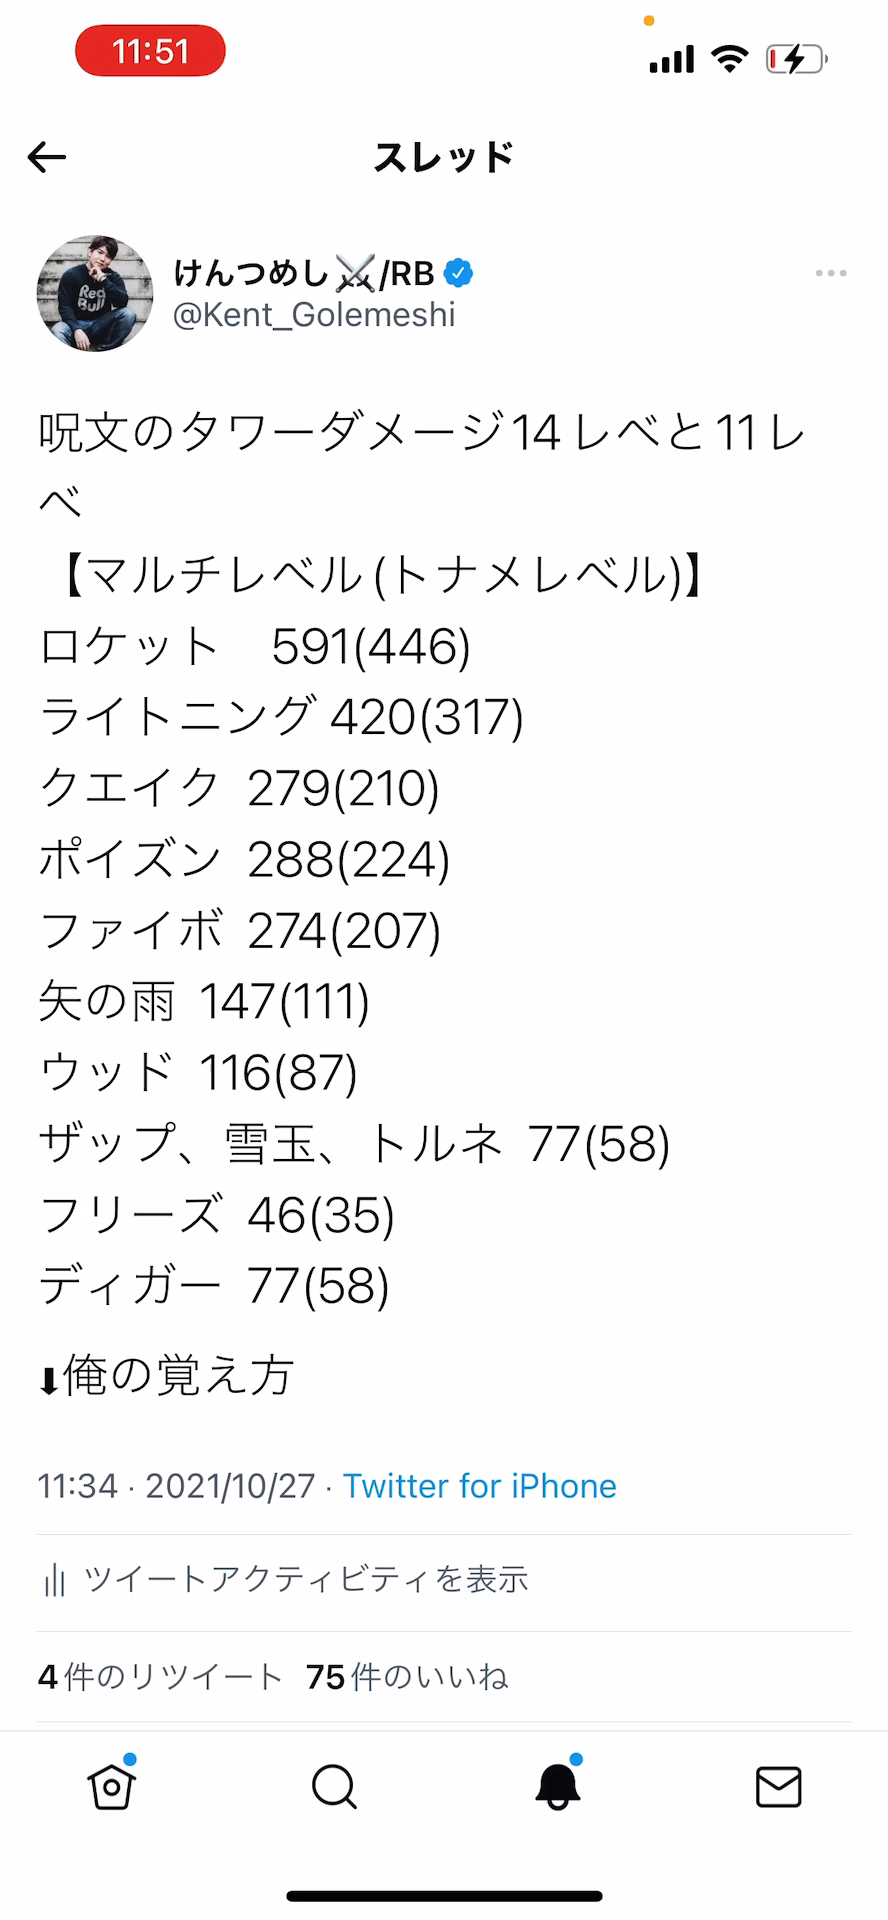 11:51
スレッド
けんつめし⚔/RB
@Kent_Golemeshi
Red
Bull
呪文のタワーダメージ14レベと11レ
ベ
【マルチレベル(トナメレベル)】
ロケット　591(446)
ライトニング 420(317)
クエイク 279(210)
ポイズン 288(224)
ファイボ 274(207)
矢の雨 147(111)
ウッド 116(87)
ザップ、雪玉、トルネ 77(58)
フリーズ 46(35)
ディガー 77(58)
⬇俺の覚え方
11:34 · 2021/10/27 · Twitter for iPhone
ツイートアクティビティを表示
4件のリツイート 75件のいいね